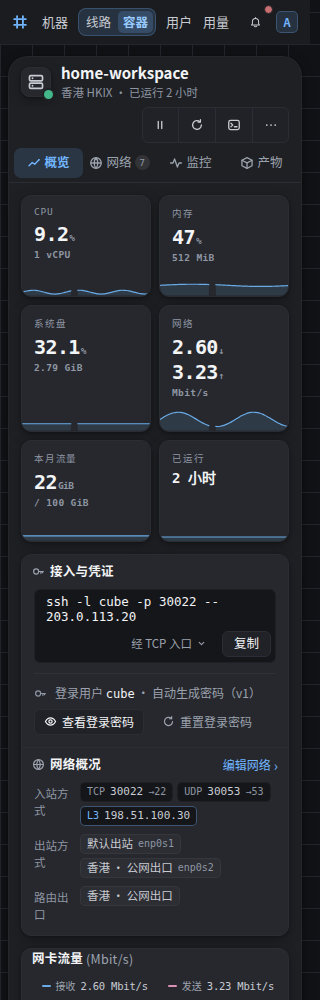 机器 线路 容器 用户 用量 A
home-workspace
香港 HKIX · 已运行 2 小时
概览 网络 7 监控 产物
CPU
9.2%
1 vCPU
内存
47%
512 MiB
系统盘
32.1%
2.79 GiB
网络
2.60↓
3.23↑
Mbit/s
本月流量
22GiB
/ 100 GiB
已运行
2 小时
接入与凭证
ssh -l cube -p 30022 --
203.0.113.20
经 TCP 入口 复制
登录用户 cube · 自动生成密码（v1）
查看登录密码 重置登录密码
网络概况 编辑网络 ›
入站方式
TCP 30022 →22 UDP 30053 →53
L3 198.51.100.30
出站方式
默认出站 enp0s1
香港 · 公网出口 enp0s2
路由出口
香港 · 公网出口
网卡流量 (Mbit/s)
接收 2.60 Mbit/s 发送 3.23 Mbit/s